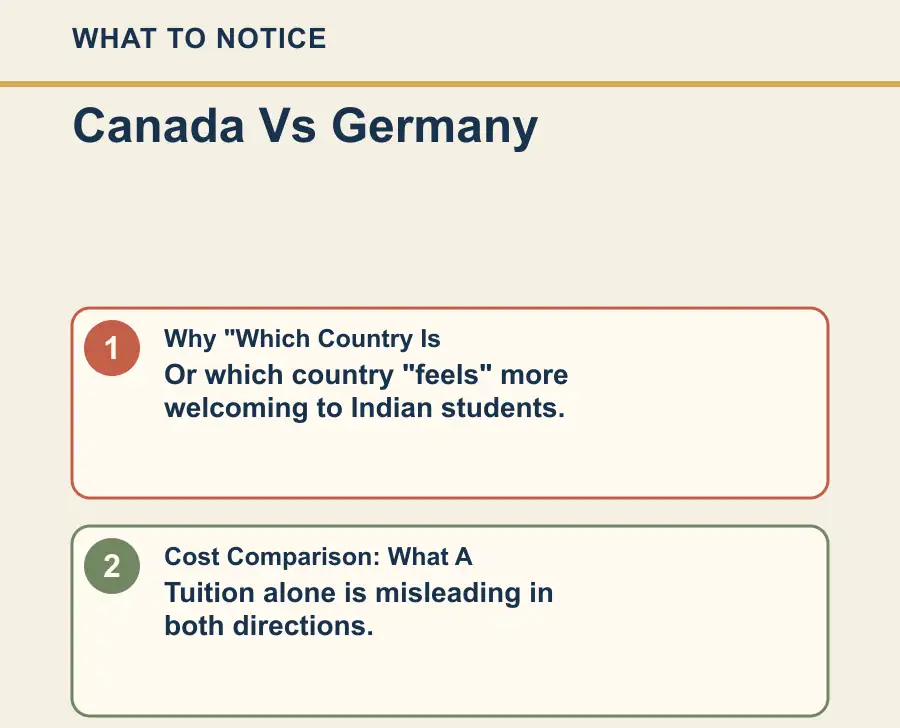 WHAT TO NOTICE
Canada Vs Germany
1
Why "Which Country Is
Or which country "feels" more
welcoming to Indian students.
2
Cost Comparison: What A
Tuition alone is misleading in
both directions.